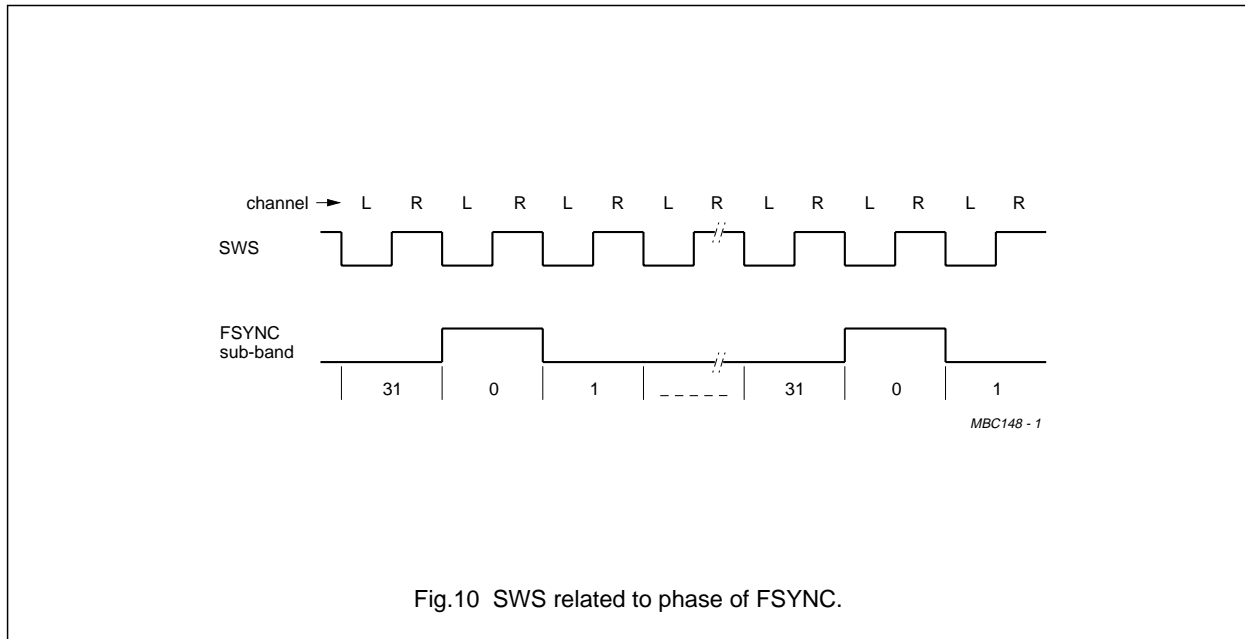 channel → L R L R L R L R L R L R L R
SWS
FSYNC
sub-band
31 0 1 _ _ _ _ _ 31 0 1
MBC148 - 1
Fig.10 SWS related to phase of FSYNC.